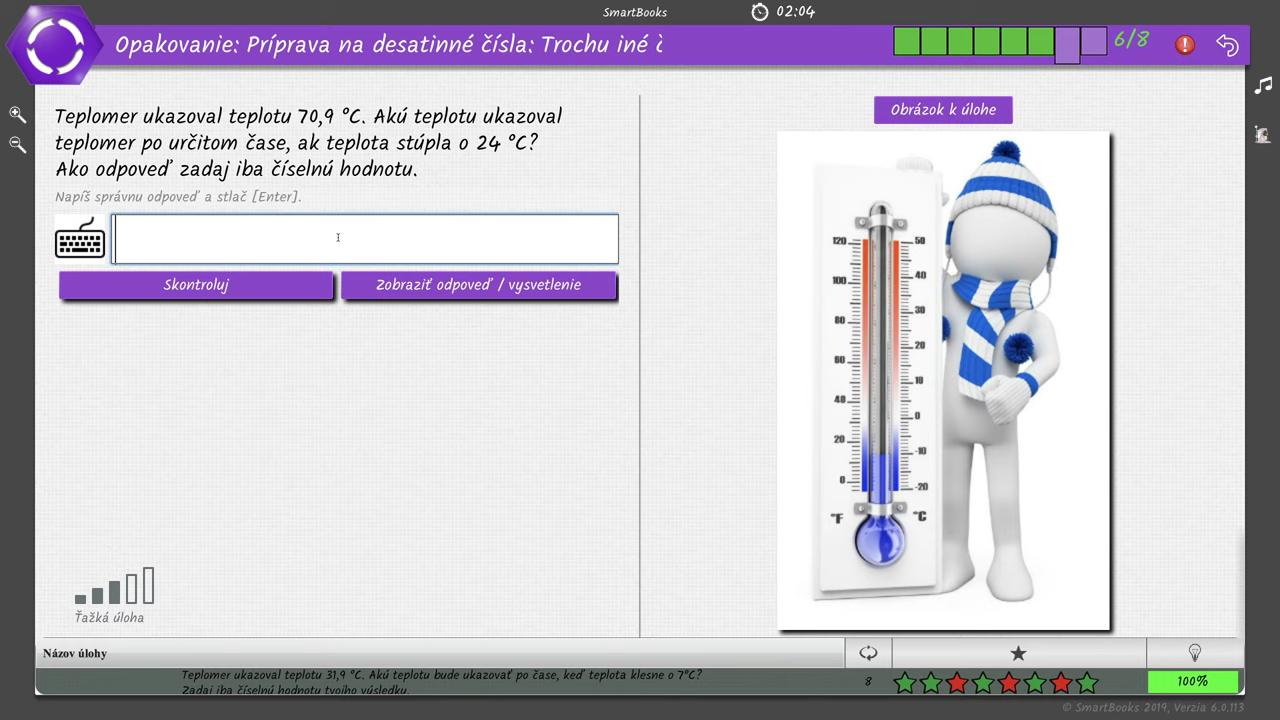 SmartBooks
02:04
Opakovanie: Príprava na desatinné čísla: Trochu iné č
6/8
Teplomer ukazoval teplotu 70,9 °C. Akú teplotu ukazoval
teplomer po určitom čase, ak teplota stúpla o 24 °C?
Ako odpoveď zadaj iba číselnú hodnotu.
Napíš správnu odpoveď a stlač [Enter].
Skontroluj
Zobraziť odpoveď / vysvetlenie
Obrázok k úlohe
120
100
80
60
40
20
0
50
40
30
20
10
0
-10
-20
°F
°C
Ťažká úloha
Názov úlohy
Teplomer ukazoval teplotu 31,9 °C. Akú teplotu bude ukazovať po čase, keď teplota klesne o 7°C?
Zadaj iba číselnú hodnotu tvojho výsledku.
8
100%
© SmartBooks 2019, Verzia 6.0.113